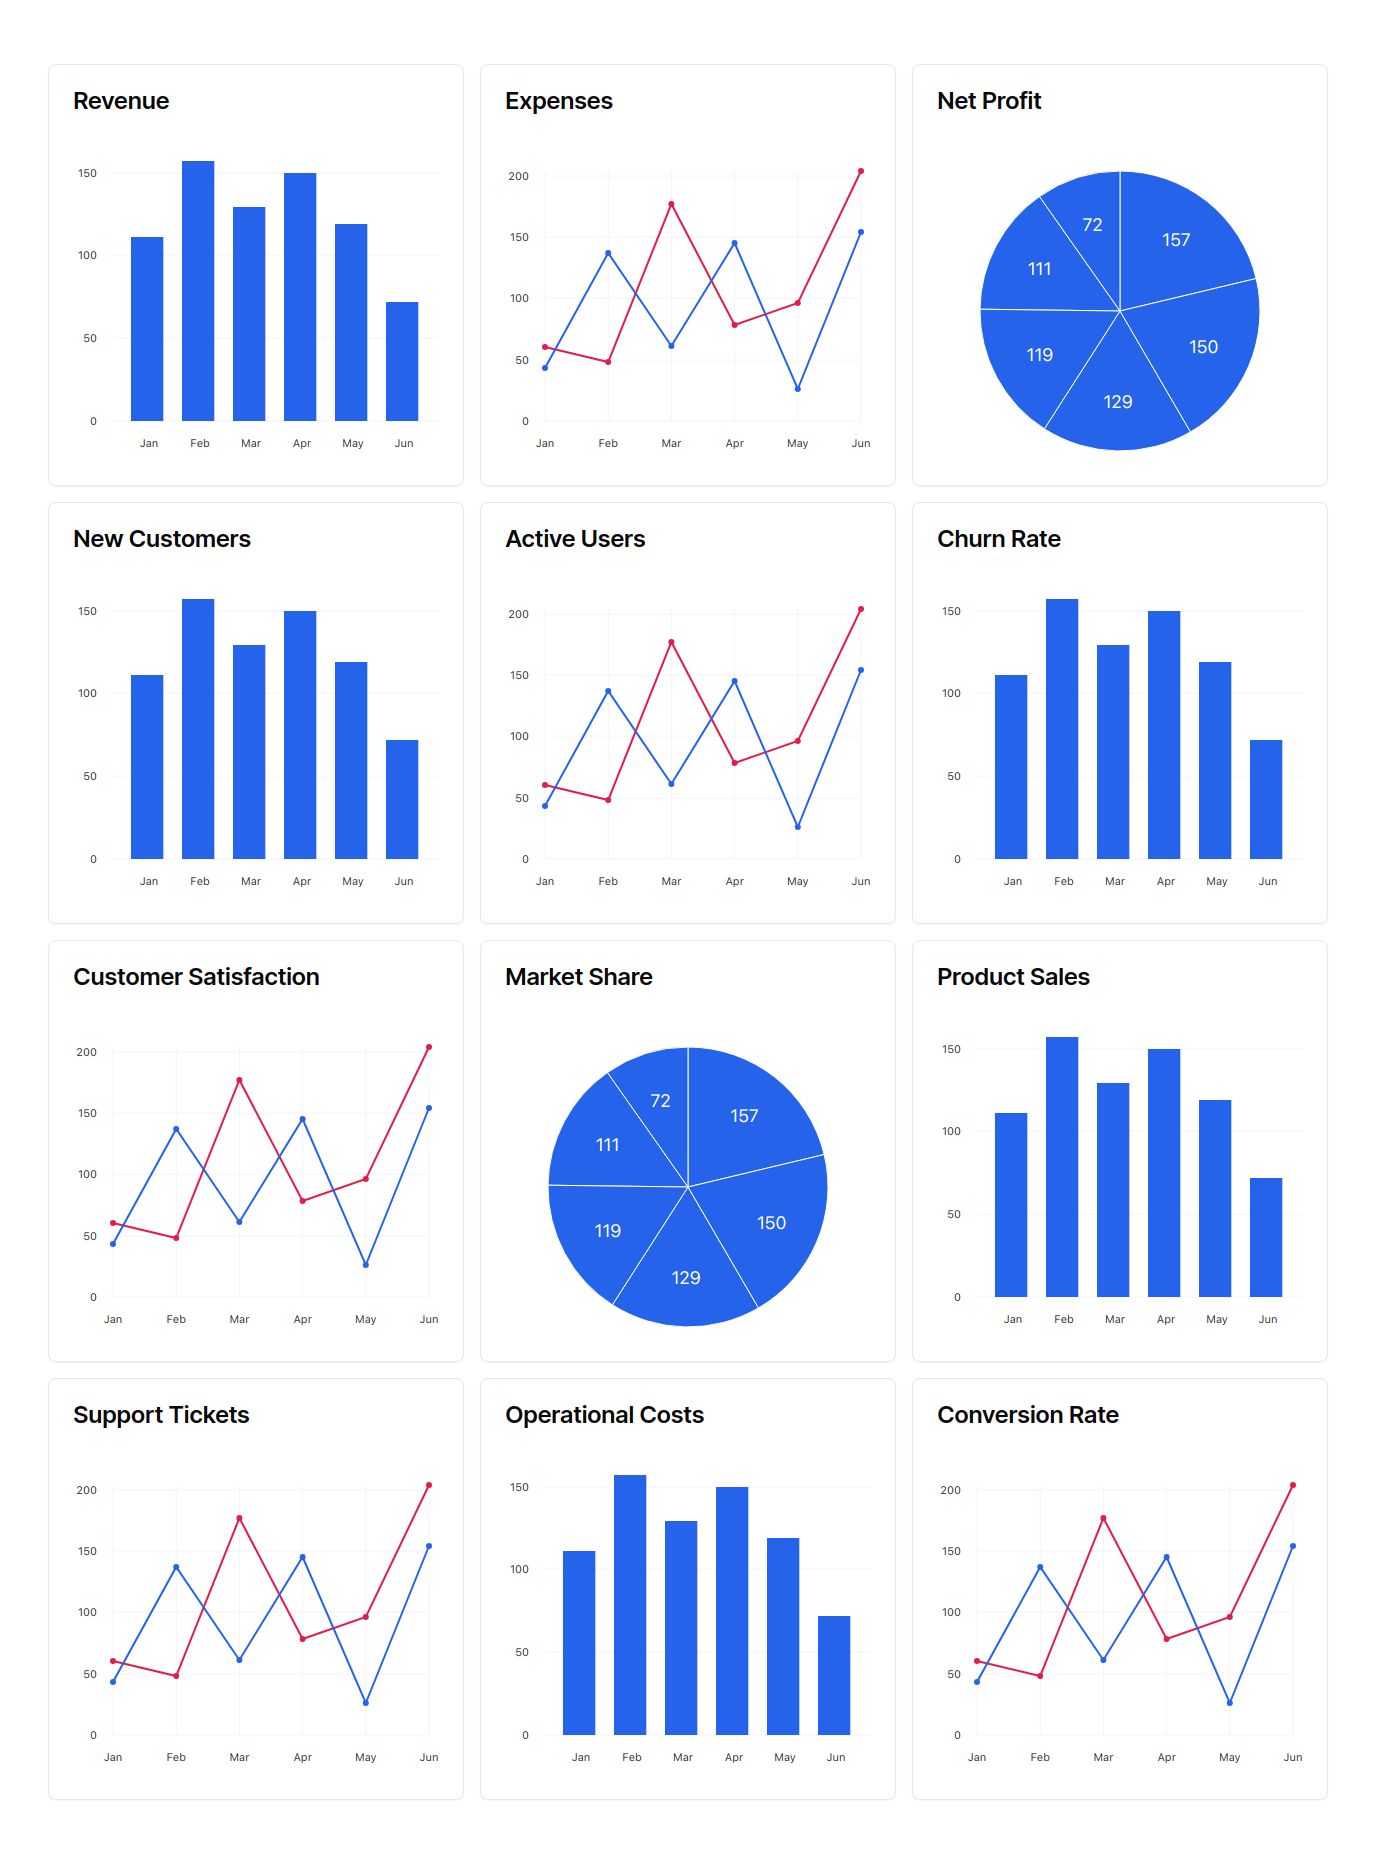 Revenue
150
100
50
0
Jan Feb Mar Apr May Jun
Expenses
200
150
100
50
0
Jan Feb Mar Apr May Jun
Net Profit
72
157
111
150
119
129
New Customers
150
100
50
0
Jan Feb Mar Apr May Jun
Active Users
200
150
100
50
0
Jan Feb Mar Apr May Jun
Churn Rate
150
100
50
0
Jan Feb Mar Apr May Jun
Customer Satisfaction
200
150
100
50
0
Jan Feb Mar Apr May Jun
Market Share
72
157
111
150
119
129
Product Sales
150
100
50
0
Jan Feb Mar Apr May Jun
Support Tickets
200
150
100
50
0
Jan Feb Mar Apr May Jun
Operational Costs
150
100
50
0
Jan Feb Mar Apr May Jun
Conversion Rate
200
150
100
50
0
Jan Feb Mar Apr May Jun